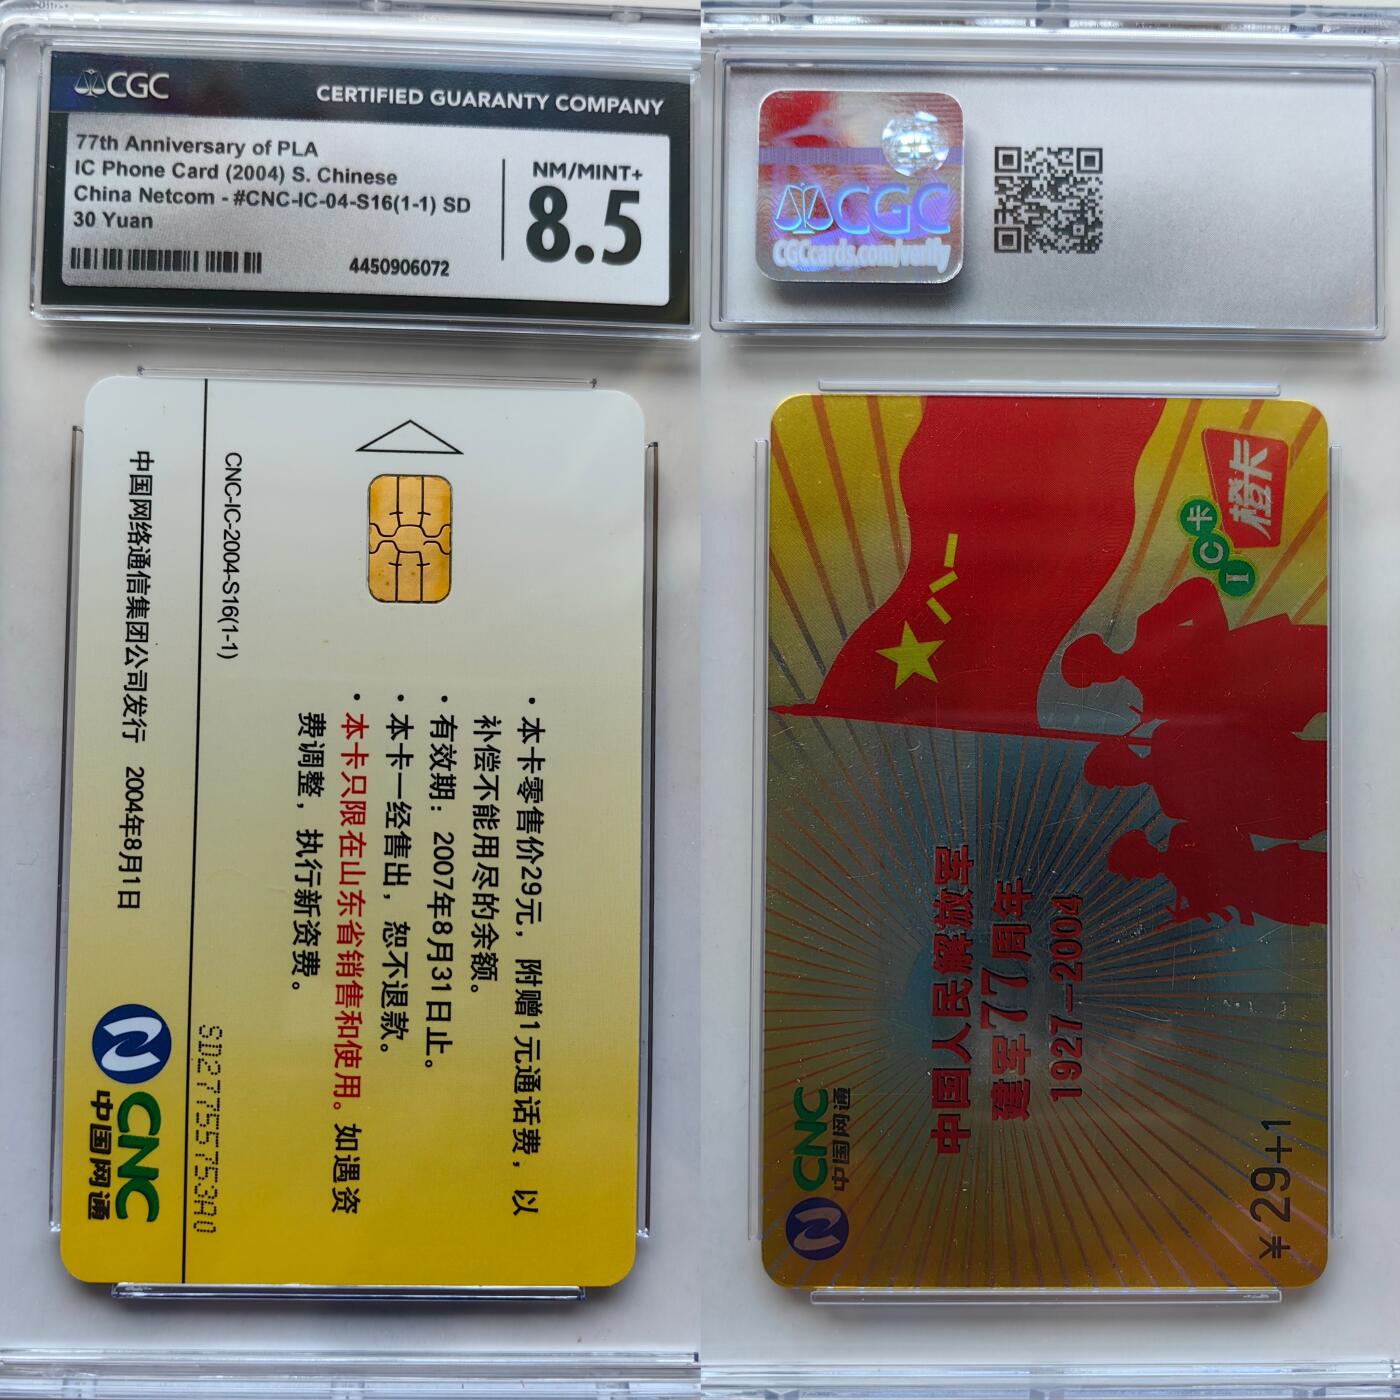 CGC
CERTIFIED GUARANTY COMPANY
77th Anniversary of PLA
IC Phone Card (2004) S. Chinese
China Netcom - #CNC-IC-04-S16(1-1) SD
30 Yuan
4450906072
NM/MINT+
8.5
• 本卡零售价29元，附赠1元通话费，以
补偿不能用尽的余额。
• 有效期：2007年8月31日止。
• 本卡一经售出，恕不退款。
• 本卡只限在山东省销售和使用。如遇资
费调整，执行新资费。
SD27755753A0
CNC-IC-2004-S16(1-1)
中国网络通信集团公司发行 2004年8月1日
CNC
中国网通
CGC
CGCcards.com/verify
CNC
中国网通
八一
中国人民解放军
建军77周年
1927—2004
IC卡
橙卡
¥29+1